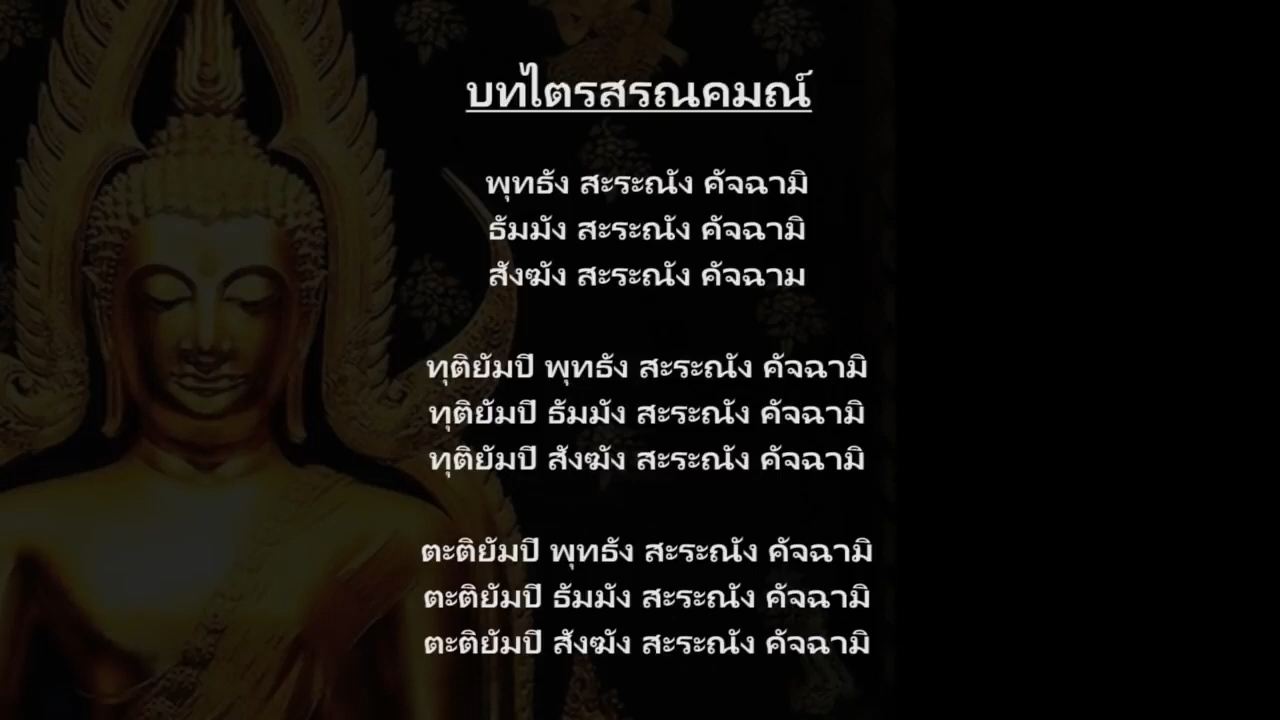 บทไตรสรณคมณ์
พุทธัง สะระณัง คัจฉามิ
ธัมมัง สะระณัง คัจฉามิ
สังฆัง สะระณัง คัจฉาม
ทุติยัมปี พุทธัง สะระณัง คัจฉามิ
ทุติยัมปี ธัมมัง สะระณัง คัจฉามิ
ทุติยัมปี สังฆัง สะระณัง คัจฉามิ
ตะติยัมปี พุทธัง สะระณัง คัจฉามิ
ตะติยัมปี ธัมมัง สะระณัง คัจฉามิ
ตะติยัมปี สังฆัง สะระณัง คัจฉามิ